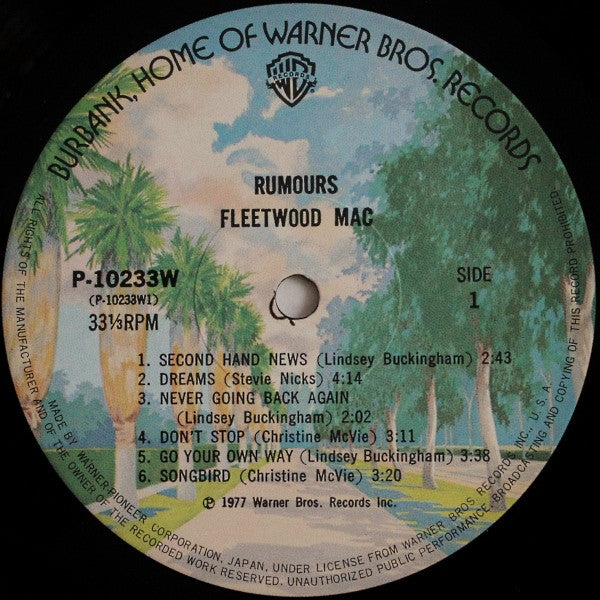 BURBANK, HOME OF WARNER BROS. RECORDS
RECORDS
RUMOURS
FLEETWOOD MAC
P-10233W
(P-10233W1)
33⅓RPM
SIDE
1
1. SECOND HAND NEWS (Lindsey Buckingham) 2:43
2. DREAMS (Stevie Nicks) 4:14
3. NEVER GOING BACK AGAIN
(Lindsey Buckingham) 2:02
4. DON'T STOP (Christine McVie) 3:11
5. GO YOUR OWN WAY (Lindsey Buckingham) 3:38
6. SONGBIRD (Christine McVie) 3:20
℗ 1977 Warner Bros. Records Inc.
MADE BY WARNER-PIONEER CORPORATION, JAPAN, UNDER LICENSE FROM WARNER BROS. RECORDS INC., U.S.A.
ALL RIGHTS OF THE MANUFACTURER AND OF THE OWNER OF THE RECORDED WORK RESERVED. UNAUTHORIZED PUBLIC PERFORMANCE, BROADCASTING AND COPYING OF THIS RECORD PROHIBITED